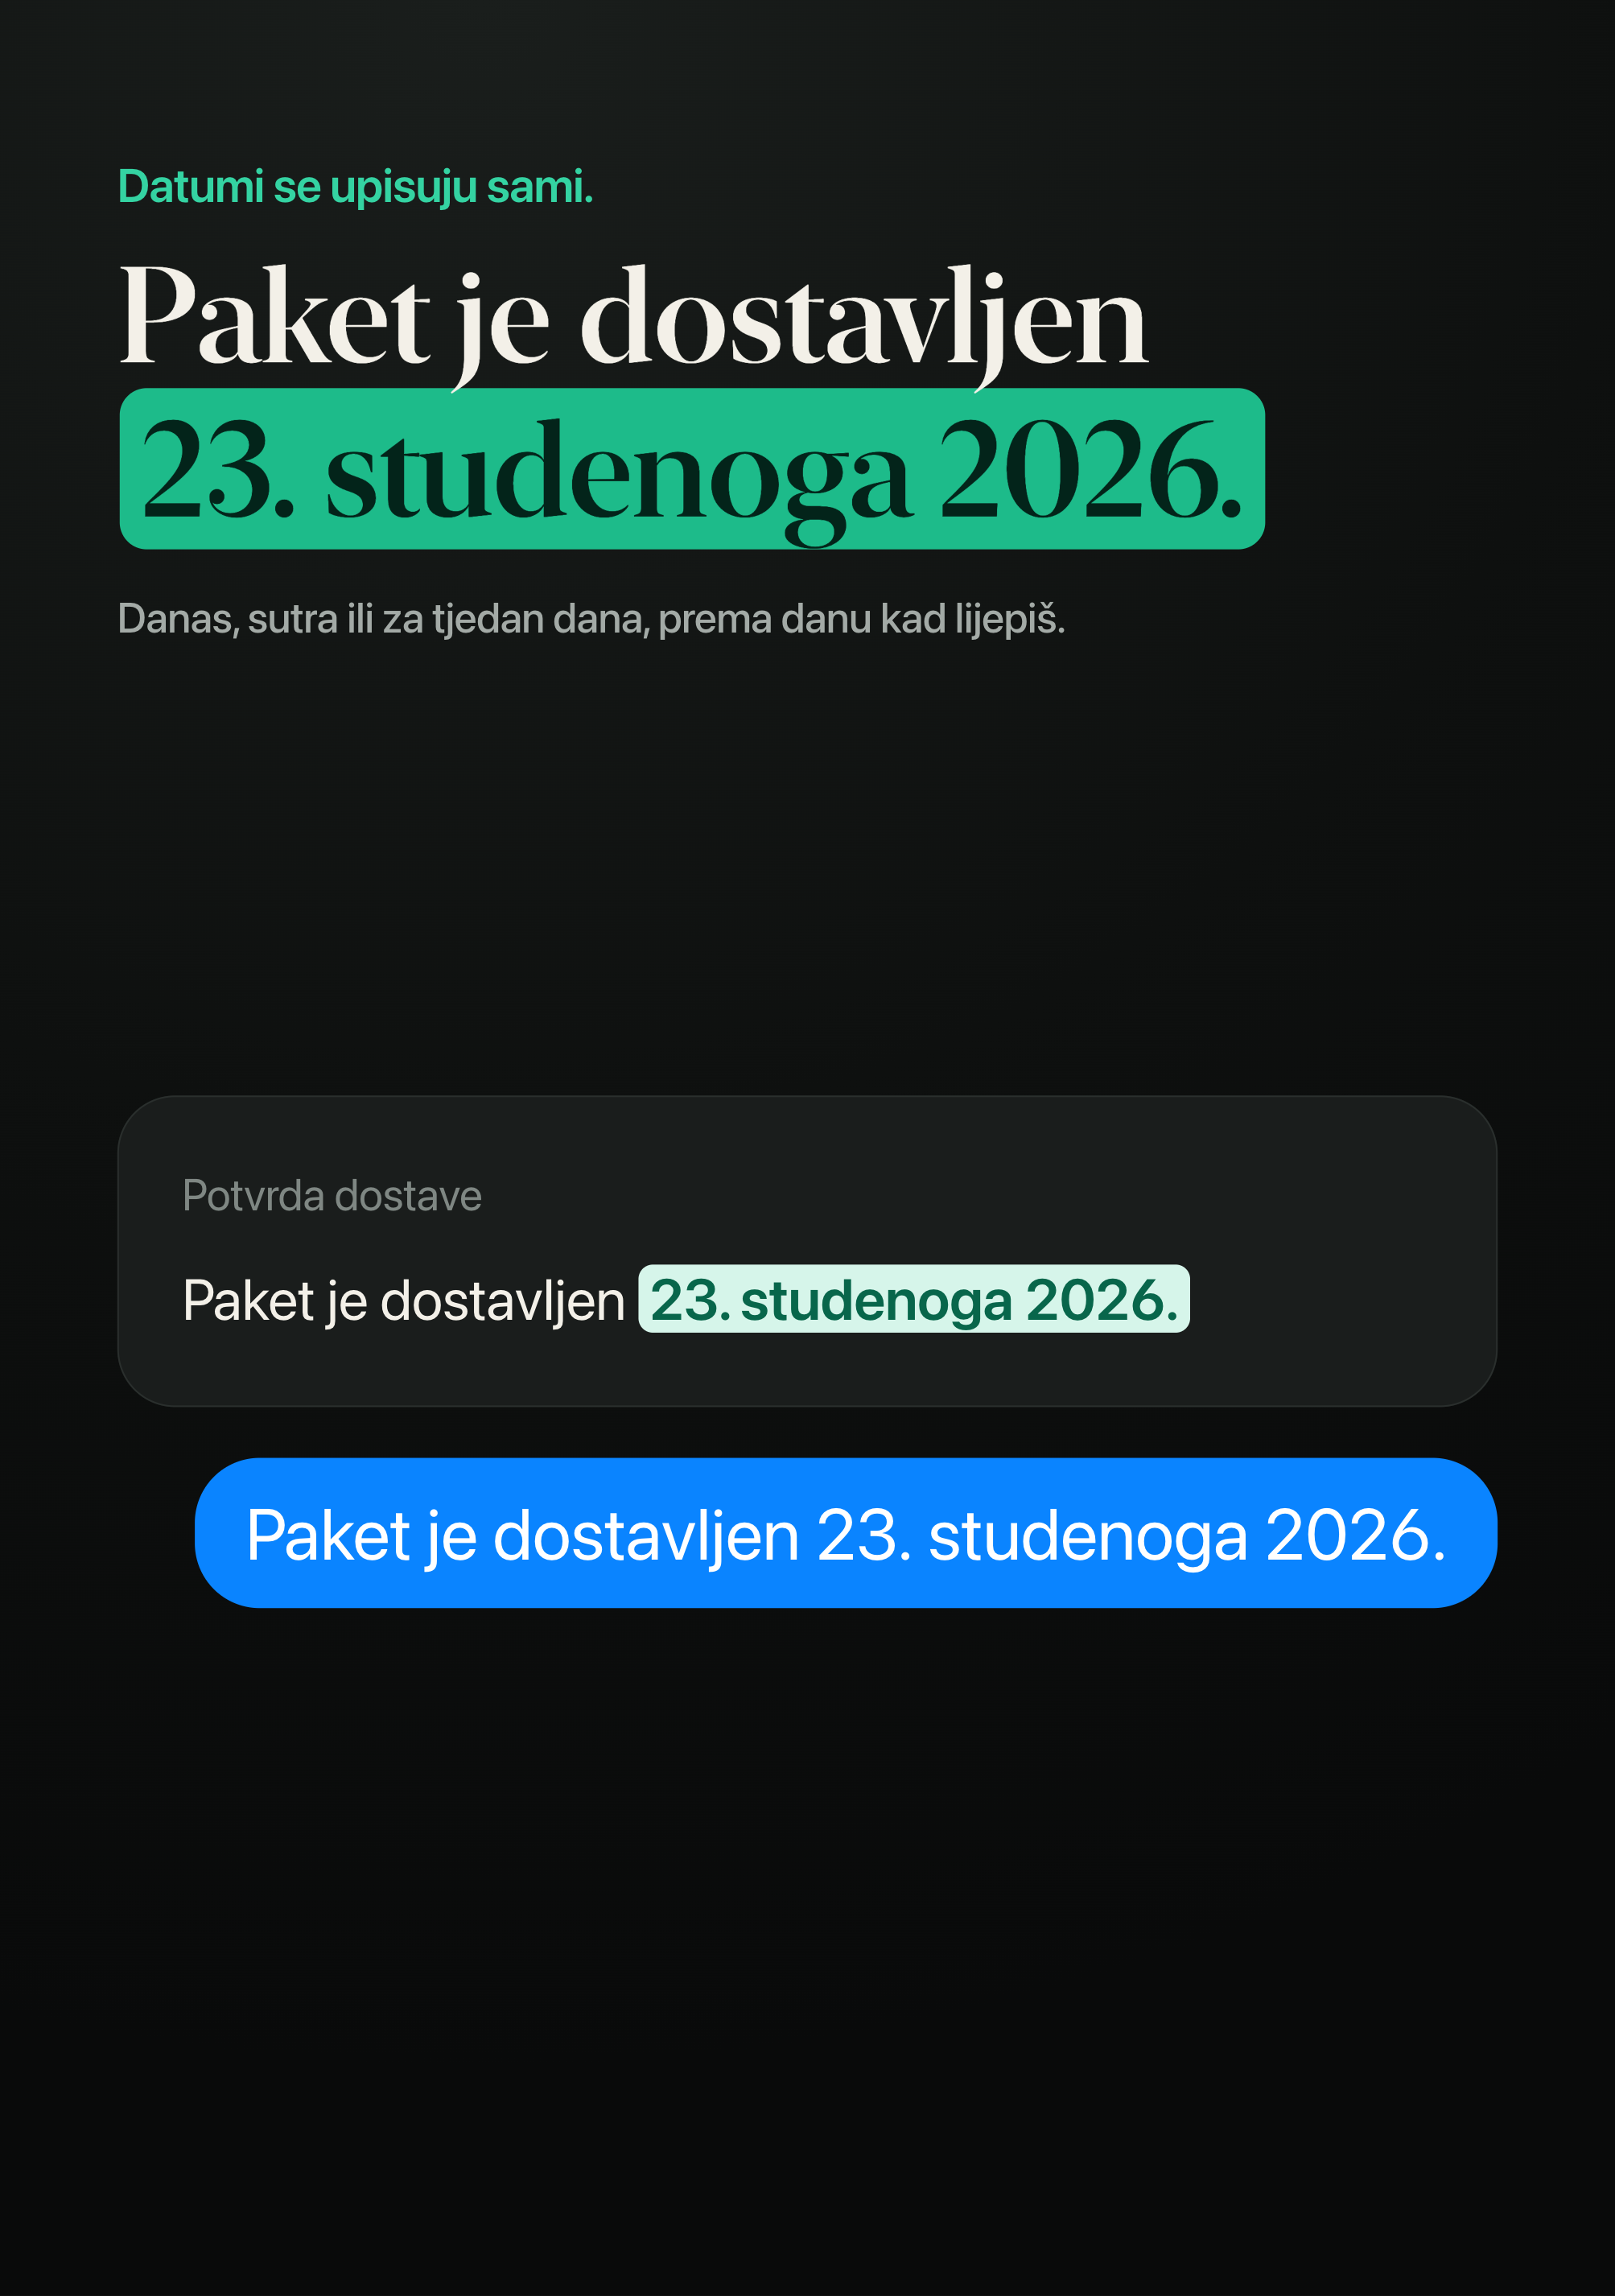 Datumi se upisuju sami.
Paket je dostavljen
23. studenoga 2026.
Danas, sutra ili za tjedan dana, prema danu kad lijepiš.
Potvrda dostave
Paket je dostavljen 23. studenoga 2026.
Paket je dostavljen 23. studenoga 2026.